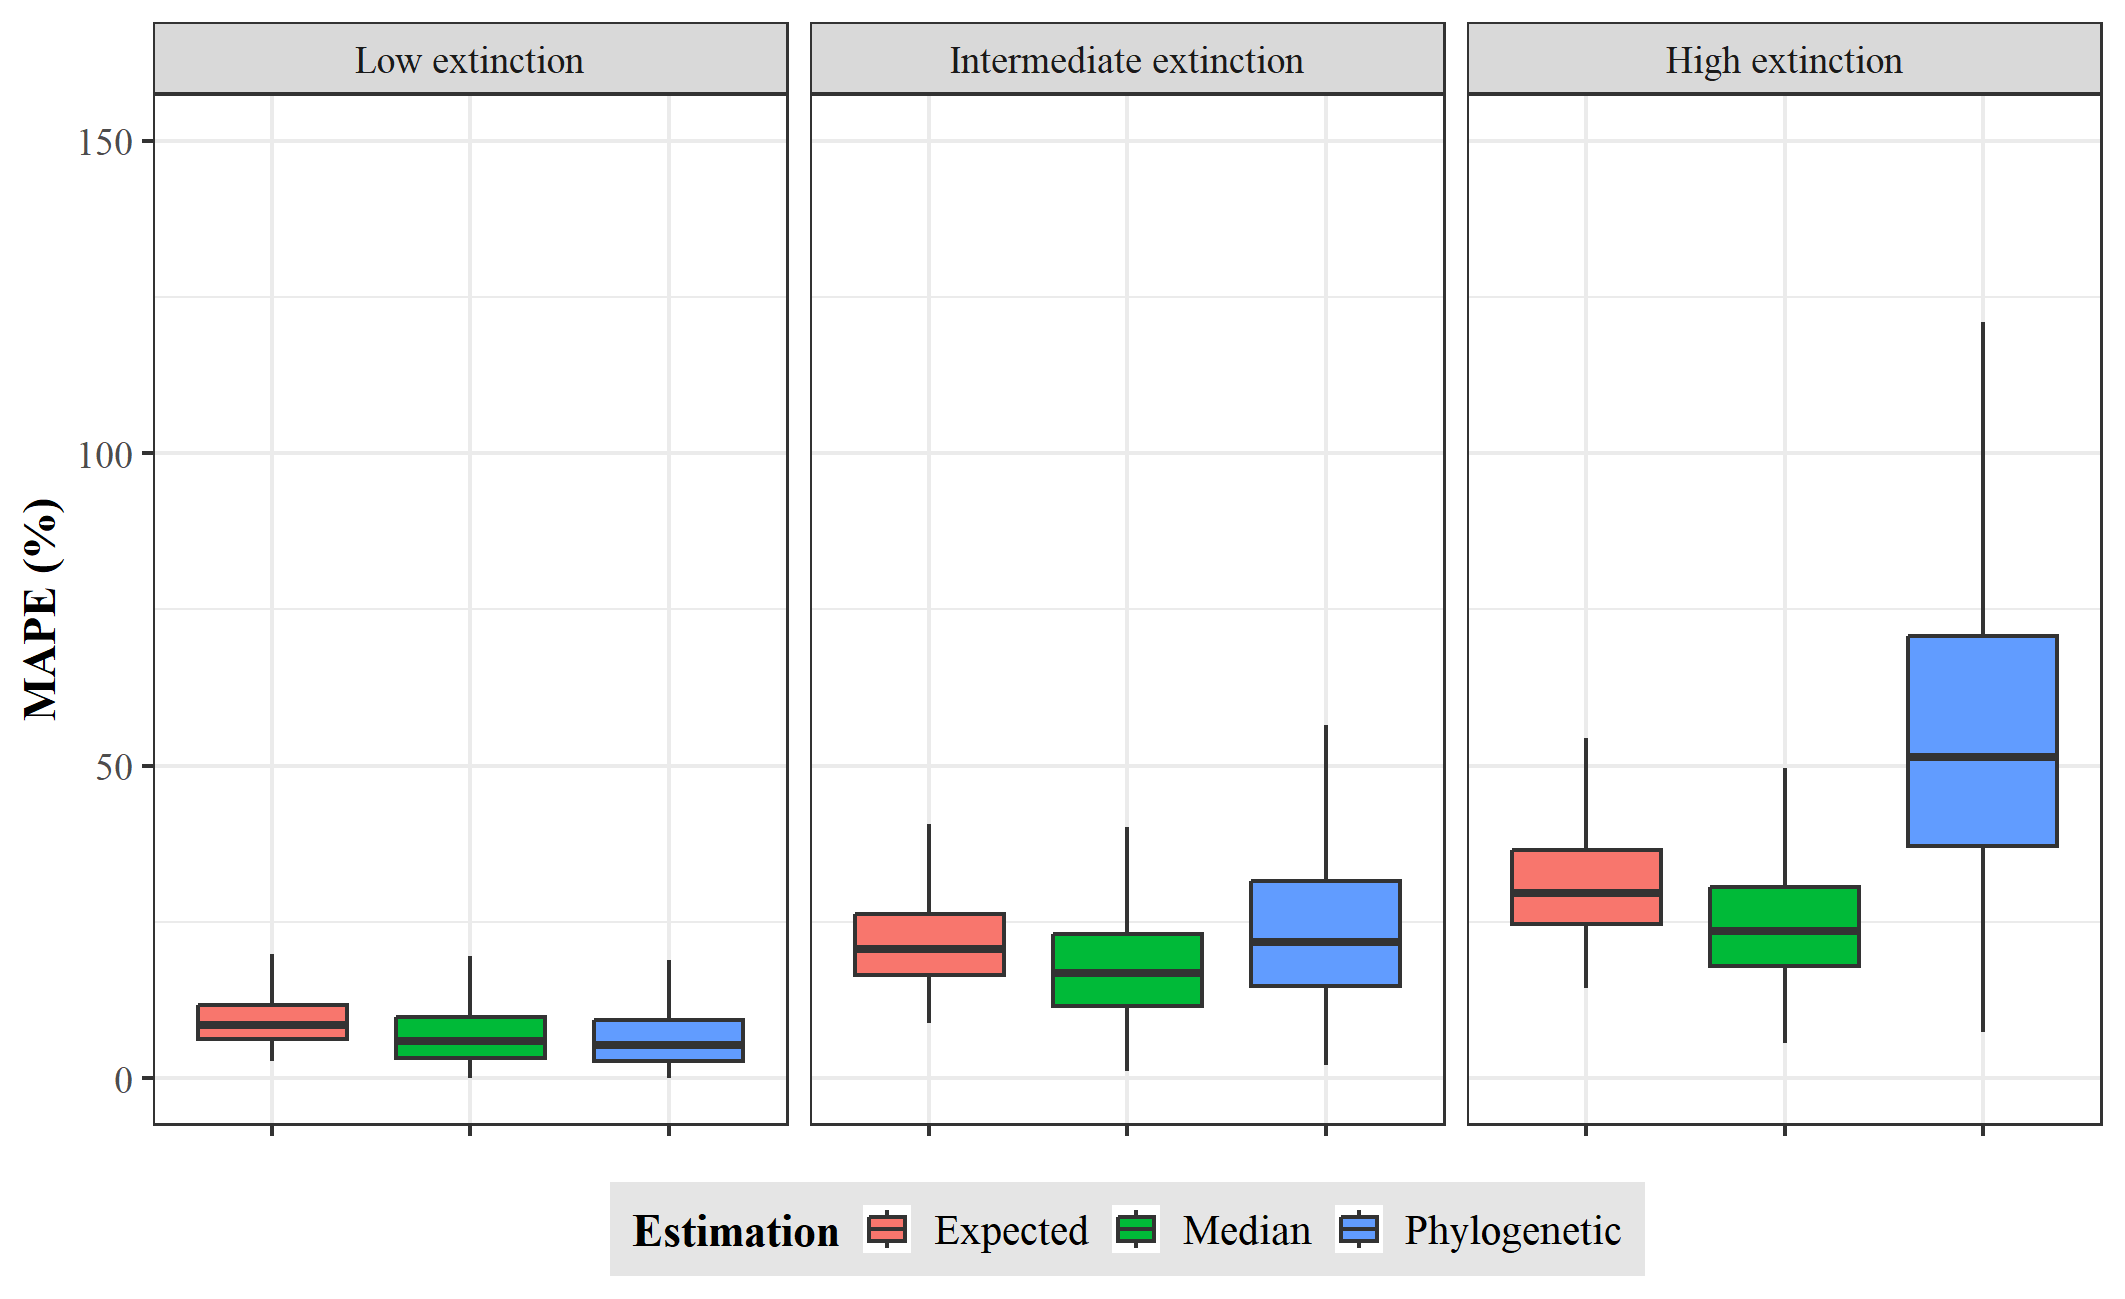 Low extinction
Intermediate extinction
High extinction
150
100
50
0
MAPE (%)
Estimation Expected Median Phylogenetic